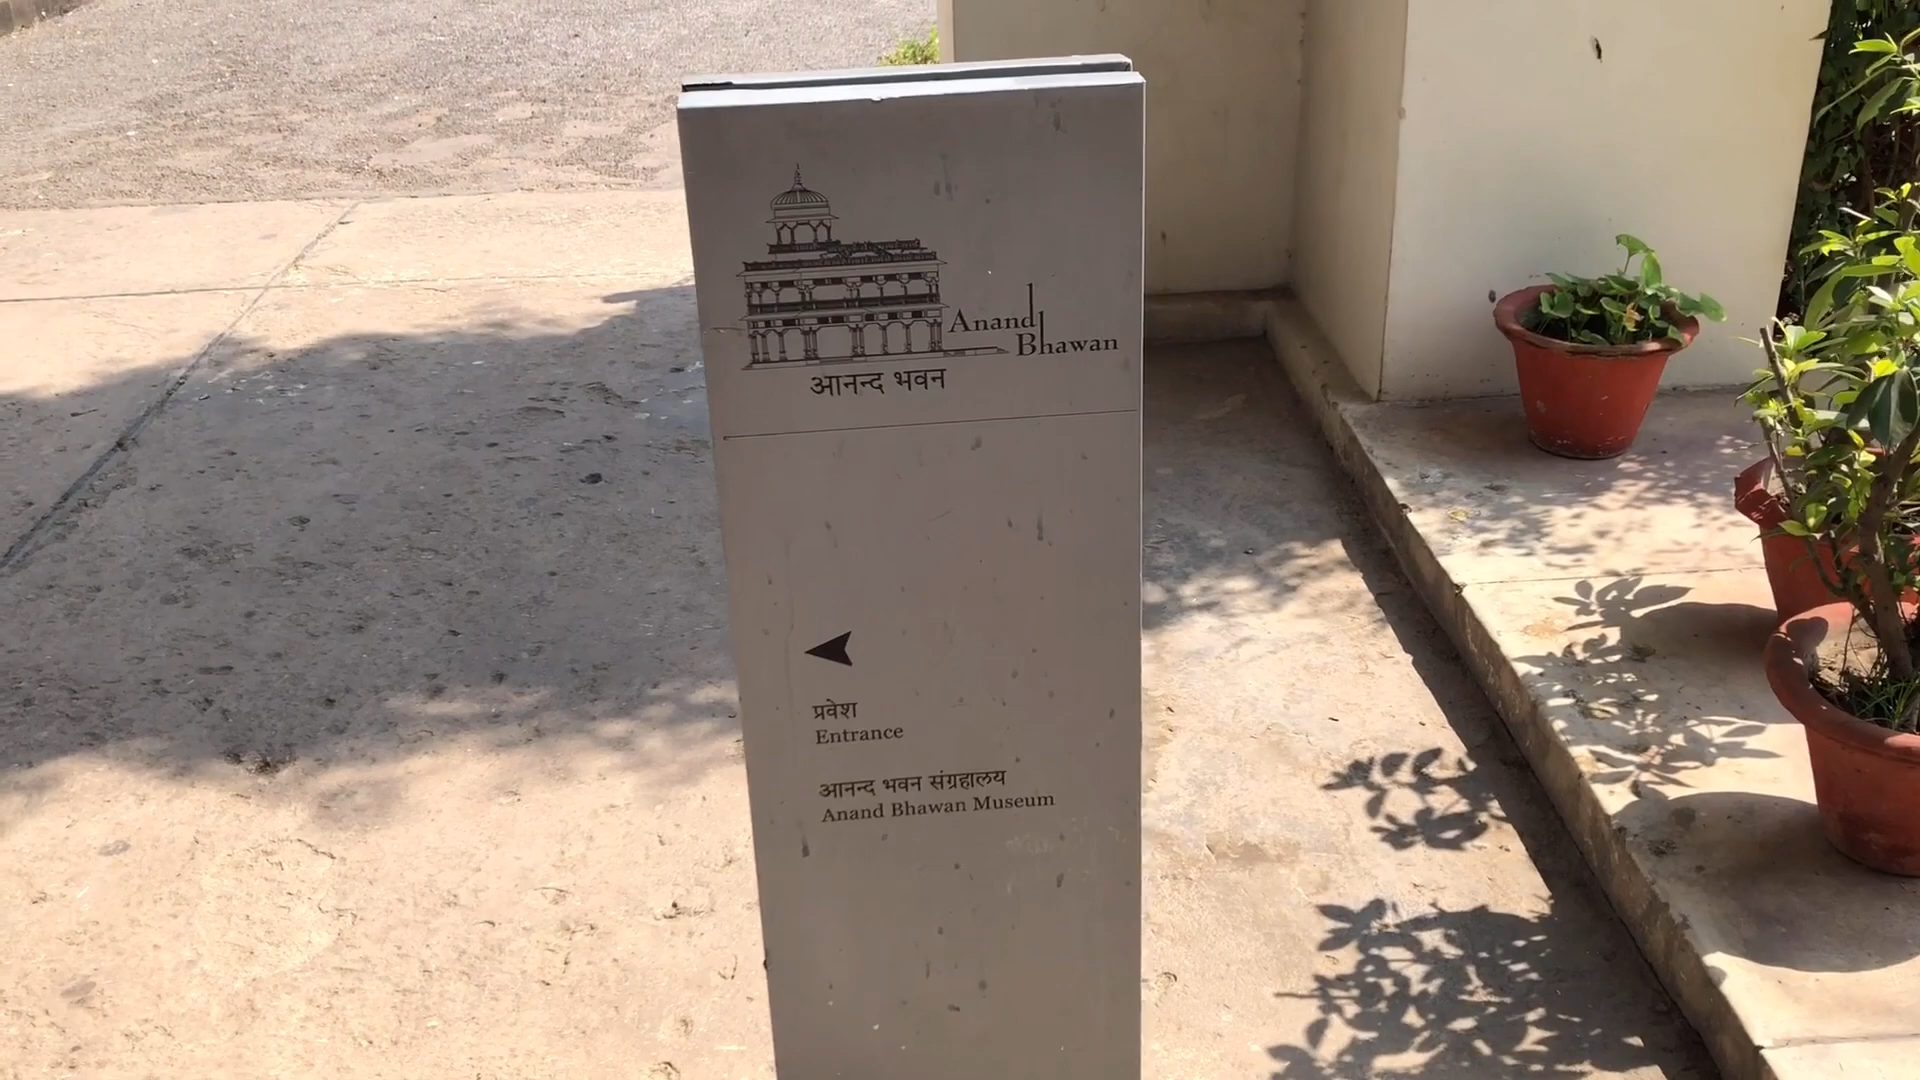 Anand
Bhawan
आनन्द भवन
प्रवेश
Entrance
आनन्द भवन संग्रहालय
Anand Bhawan Museum